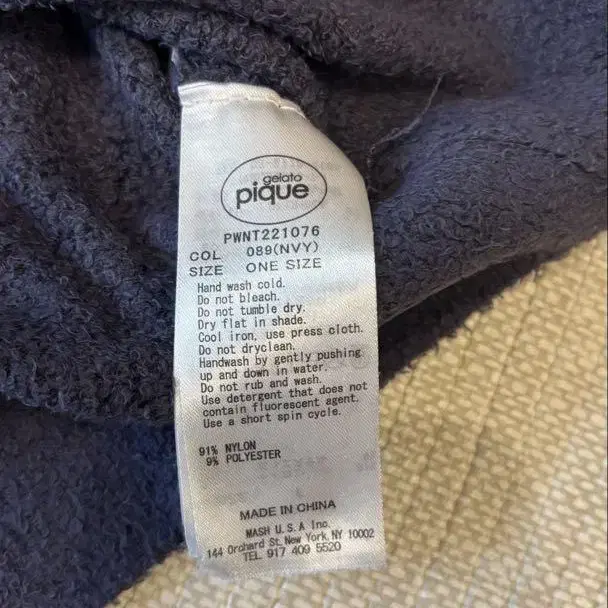 gelato
pique
PWNT221076
COL 089(NVY)
SIZE ONE SIZE
Hand wash cold.
Do not bleach.
Do not tumble dry.
Dry flat in shade.
Cool iron, use press cloth.
Do not dryclean.
Handwash by gently pushing
up and down in water.
Do not rub and wash.
Use detergent that does not
contain fluorescent agent.
Use a short spin cycle.
91% NYLON
9% POLYESTER
MADE IN CHINA
MASH U.S.A Inc.
144 Orchard St. New York, NY 10002
TEL 917 409 5520